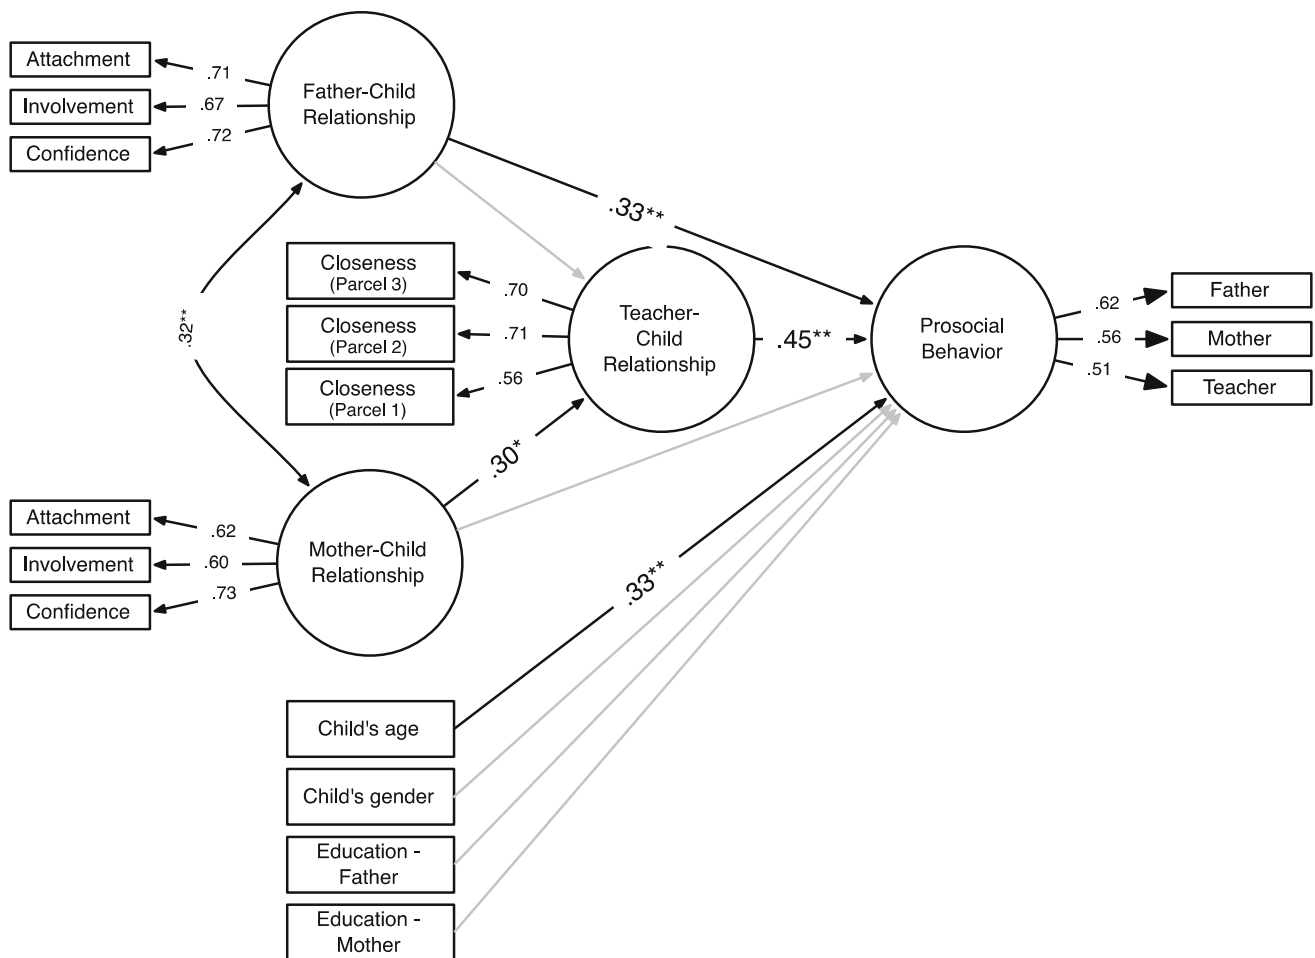 Attachment
Involvement
Confidence
.71
.67
.72
Father-Child
Relationship
.33**
.32**
Closeness
(Parcel 3)
Closeness
(Parcel 2)
Closeness
(Parcel 1)
.70
.71
.56
Teacher-
Child
Relationship
.45**
Prosocial
Behavior
.62
.56
.51
Father
Mother
Teacher
.30*
Attachment
Involvement
Confidence
.62
.60
.73
Mother-Child
Relationship
.33**
Child's age
Child's gender
Education -
Father
Education -
Mother